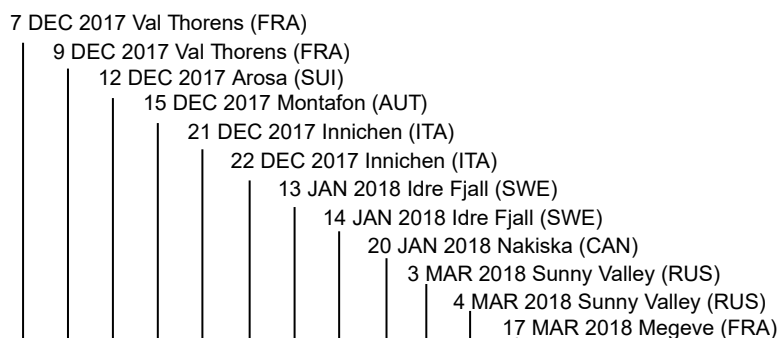 7 DEC 2017 Val Thorens (FRA)
9 DEC 2017 Val Thorens (FRA)
12 DEC 2017 Arosa (SUI)
15 DEC 2017 Montafon (AUT)
21 DEC 2017 Innichen (ITA)
22 DEC 2017 Innichen (ITA)
13 JAN 2018 Idre Fjall (SWE)
14 JAN 2018 Idre Fjall (SWE)
20 JAN 2018 Nakiska (CAN)
3 MAR 2018 Sunny Valley (RUS)
4 MAR 2018 Sunny Valley (RUS)
17 MAR 2018 Megeve (FRA)